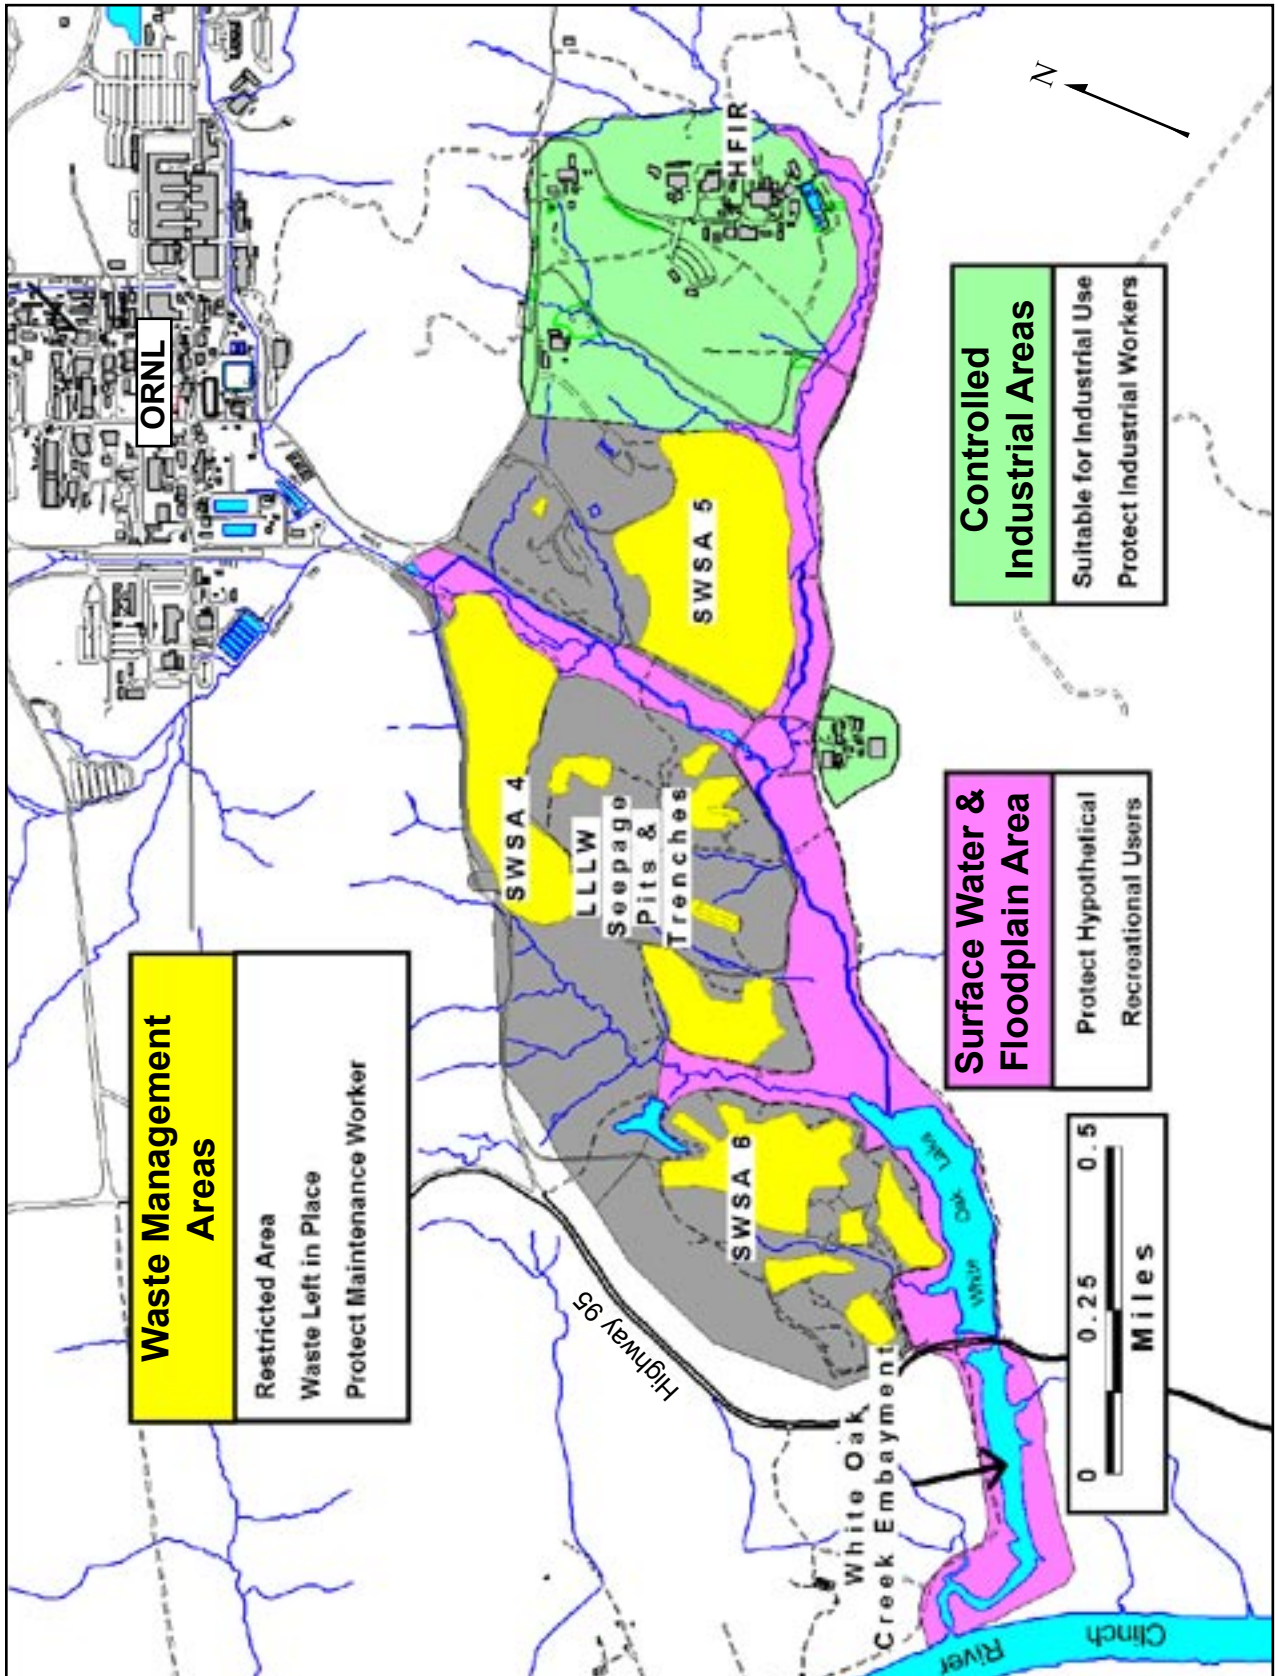 Waste Management
Areas
Restricted Area
Waste Left in Place
Protect Maintenance Worker
ORNL
N
HFIR
SWSA 5
SWSA 4
LLLW
Seepage
Pits &
Trenches
SWSA 6
Highway 95
White Oak
Creek Embayment
White Oak Lake
Clinch
River
Surface Water &
Floodplain Area
Protect Hypothetical
Recreational Users
Controlled
Industrial Areas
Suitable for Industrial Use
Protect Industrial Workers
0 0.25 0.5
Miles